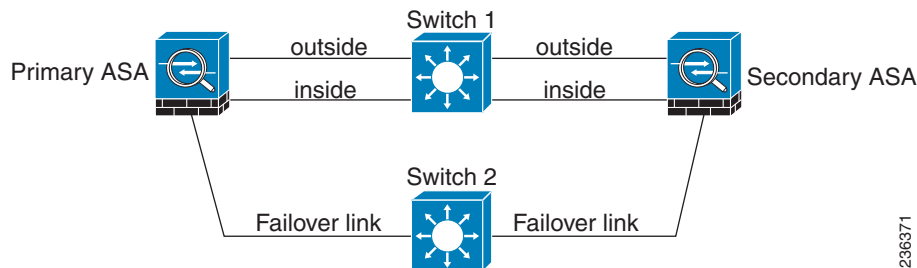 Switch 1
outside
outside
Primary ASA
Secondary ASA
inside
inside
Switch 2
Failover link
Failover link
236371